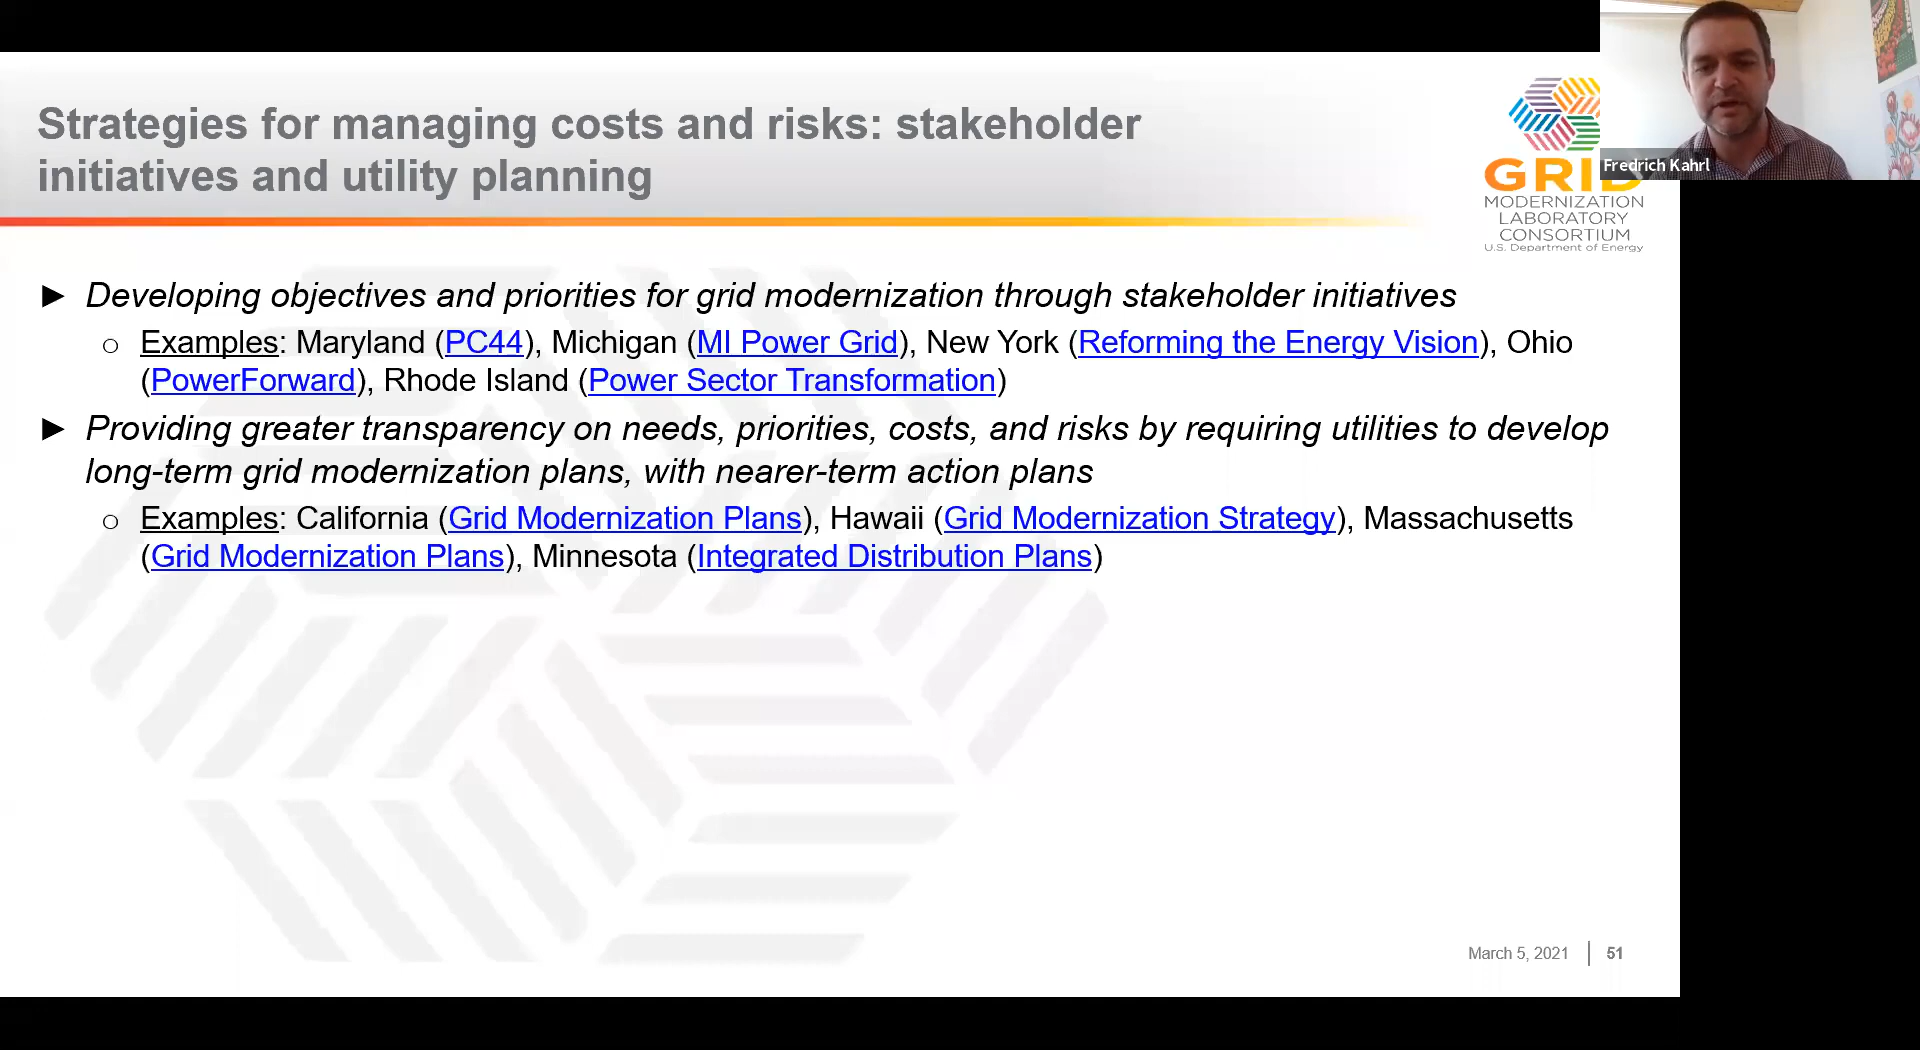 Strategies for managing costs and risks: stakeholder
initiatives and utility planning
Fredrich Kahrl
GRID
MODERNIZATION
LABORATORY
CONSORTIUM
U.S. Department of Energy
► Developing objectives and priorities for grid modernization through stakeholder initiatives
o Examples: Maryland (PC44), Michigan (MI Power Grid), New York (Reforming the Energy Vision), Ohio
(PowerForward), Rhode Island (Power Sector Transformation)
► Providing greater transparency on needs, priorities, costs, and risks by requiring utilities to develop
long-term grid modernization plans, with nearer-term action plans
o Examples: California (Grid Modernization Plans), Hawaii (Grid Modernization Strategy), Massachusetts
(Grid Modernization Plans), Minnesota (Integrated Distribution Plans)
March 5, 2021 | 51